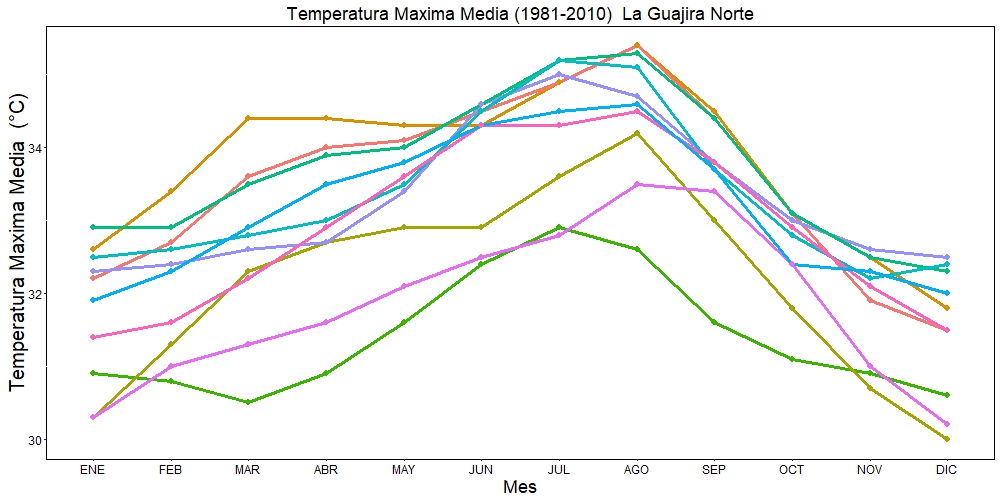 Temperatura Maxima Media (1981-2010)  La Guajira Norte
Temperatura Maxima Media  (°C)
34
32
30
ENE FEB MAR ABR MAY JUN JUL AGO SEP OCT NOV DIC
Mes